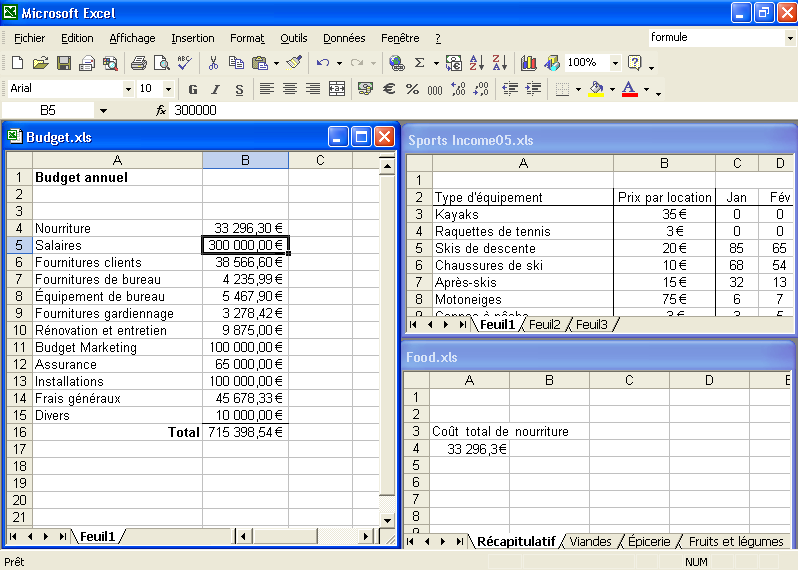 Microsoft Excel
Fichier Edition Affichage Insertion Format Outils Données Fenêtre ? formule
100%
Arial 10 G I S € % 000
B5 fx 300000
Budget.xls
A B C
1 Budget annuel
2
3
4 Nourriture 33 296,30 €
5 Salaires 300 000,00 €
6 Fournitures clients 38 566,60 €
7 Fournitures de bureau 4 235,99 €
8 Équipement de bureau 5 467,90 €
9 Fournitures gardiennage 3 278,42 €
10 Rénovation et entretien 9 875,00 €
11 Budget Marketing 100 000,00 €
12 Assurance 65 000,00 €
13 Installations 100 000,00 €
14 Frais généraux 45 678,33 €
15 Divers 10 000,00 €
16 Total 715 398,54 €
17
18
19
20
21
Feuil1
Sports Income05.xls
A B C D
1
2 Type d'équipement Prix par location Jan Fév
3 Kayaks 35 € 0 0
4 Raquettes de tennis 3 € 0 0
5 Skis de descente 20 € 85 65
6 Chaussures de ski 10 € 68 54
7 Après-skis 15 € 32 13
8 Motoneiges 75 € 6 7
Feuil1 Feuil2 Feuil3
Food.xls
A B C D E
1
2
3 Coût total de nourriture
4 33 296,3€
5
6
7
8
9
Récapitulatif Viandes Épicerie Fruits et légumes
Prêt NUM